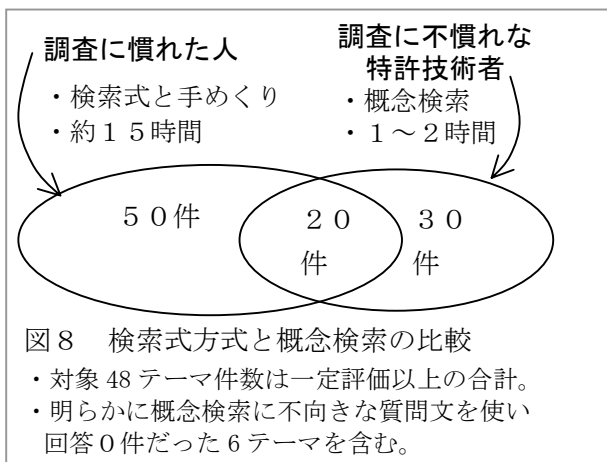 調査に慣れた人
・検索式と手めくり
・約15時間
調査に不慣れな
特許技術者
・概念検索
・1～2時間
50件
20
件
30
件
図8 検索式方式と概念検索の比較
・対象 48 テーマ件数は一定評価以上の合計。
・明らかに概念検索に不向きな質問文を使い
回答0件だった 6 テーマを含む。